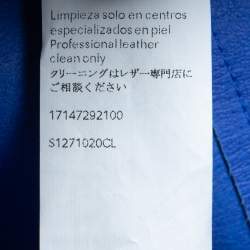 Limpieza solo en centros
especializados en piel
Professional leather
clean only
クリーニングはレザー専門店に
ご相談ください
17147292100
S1271020CL